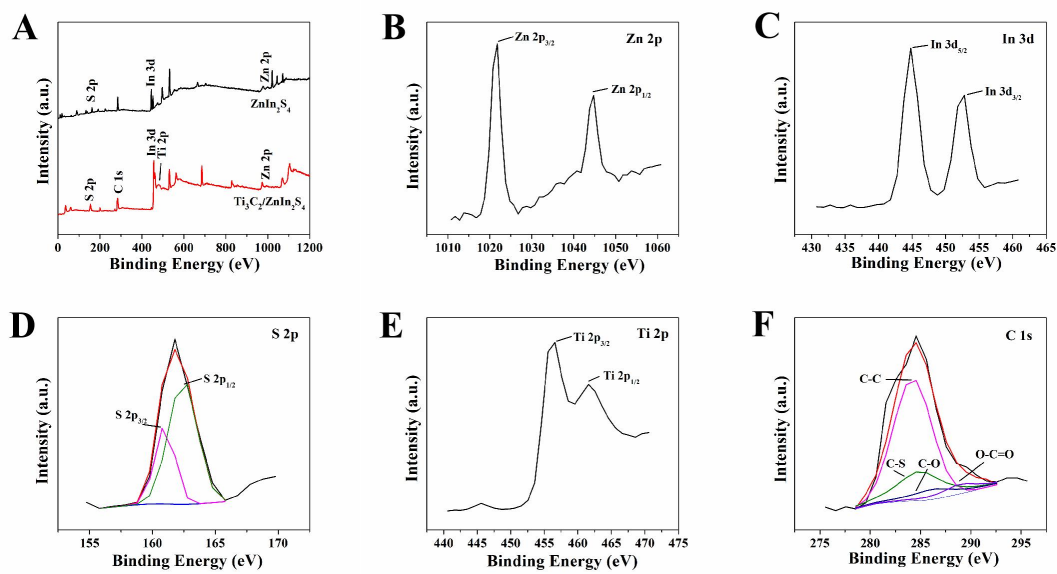 A
Intensity (a.u.)
S 2p
In 3d
Zn 2p
ZnIn2S4
S 2p
C 1s
In 3d
Ti 2p
Zn 2p
Ti3C2/ZnIn2S4
0 200 400 600 800 1000 1200
Binding Energy (eV)
B
Zn 2p
Zn 2p3/2
Zn 2p1/2
Intensity (a.u.)
1010 1020 1030 1040 1050 1060
Binding Energy (eV)
C
In 3d
In 3d5/2
In 3d3/2
Intensity (a.u.)
430 435 440 445 450 455 460 465
Binding Energy (eV)
D
S 2p
S 2p1/2
S 2p3/2
Intensity (a.u.)
155 160 165 170
Binding Energy (eV)
E
Ti 2p
Ti 2p3/2
Ti 2p1/2
Intensity (a.u.)
440 445 450 455 460 465 470 475
Binding Energy (eV)
F
C 1s
C-C
C-S
C-O
O-C=O
Intensity (a.u.)
275 280 285 290 295
Binding Energy (eV)